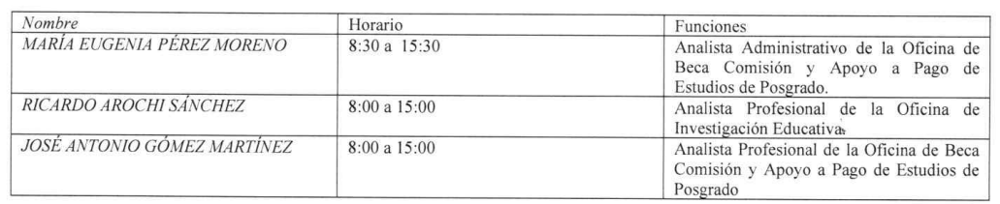 Nombre Horario Funciones
MARÍA EUGENIA PÉREZ MORENO 8:30 a 15:30 Analista Administrativo de la Oficina de
Beca Comisión y Apoyo a Pago de
Estudios de Posgrado.
RICARDO AROCHI SÁNCHEZ 8:00 a 15:00 Analista Profesional de la Oficina de
Investigación Educativa.
JOSÉ ANTONIO GÓMEZ MARTÍNEZ 8:00 a 15:00 Analista Profesional de la Oficina de Beca
Comisión y Apoyo a Pago de Estudios de
Posgrado